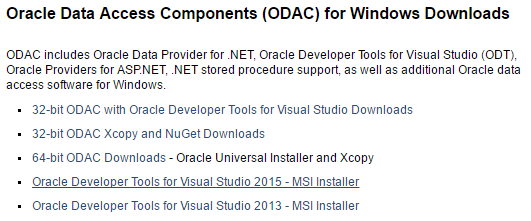 Oracle Data Access Components (ODAC) for Windows Downloads
ODAC includes Oracle Data Provider for .NET, Oracle Developer Tools for Visual Studio (ODT),
Oracle Providers for ASP.NET, .NET stored procedure support, as well as additional Oracle data
access software for Windows.
32-bit ODAC with Oracle Developer Tools for Visual Studio Downloads
32-bit ODAC Xcopy and NuGet Downloads
64-bit ODAC Downloads - Oracle Universal Installer and Xcopy
Oracle Developer Tools for Visual Studio 2015 - MSI Installer
Oracle Developer Tools for Visual Studio 2013 - MSI Installer